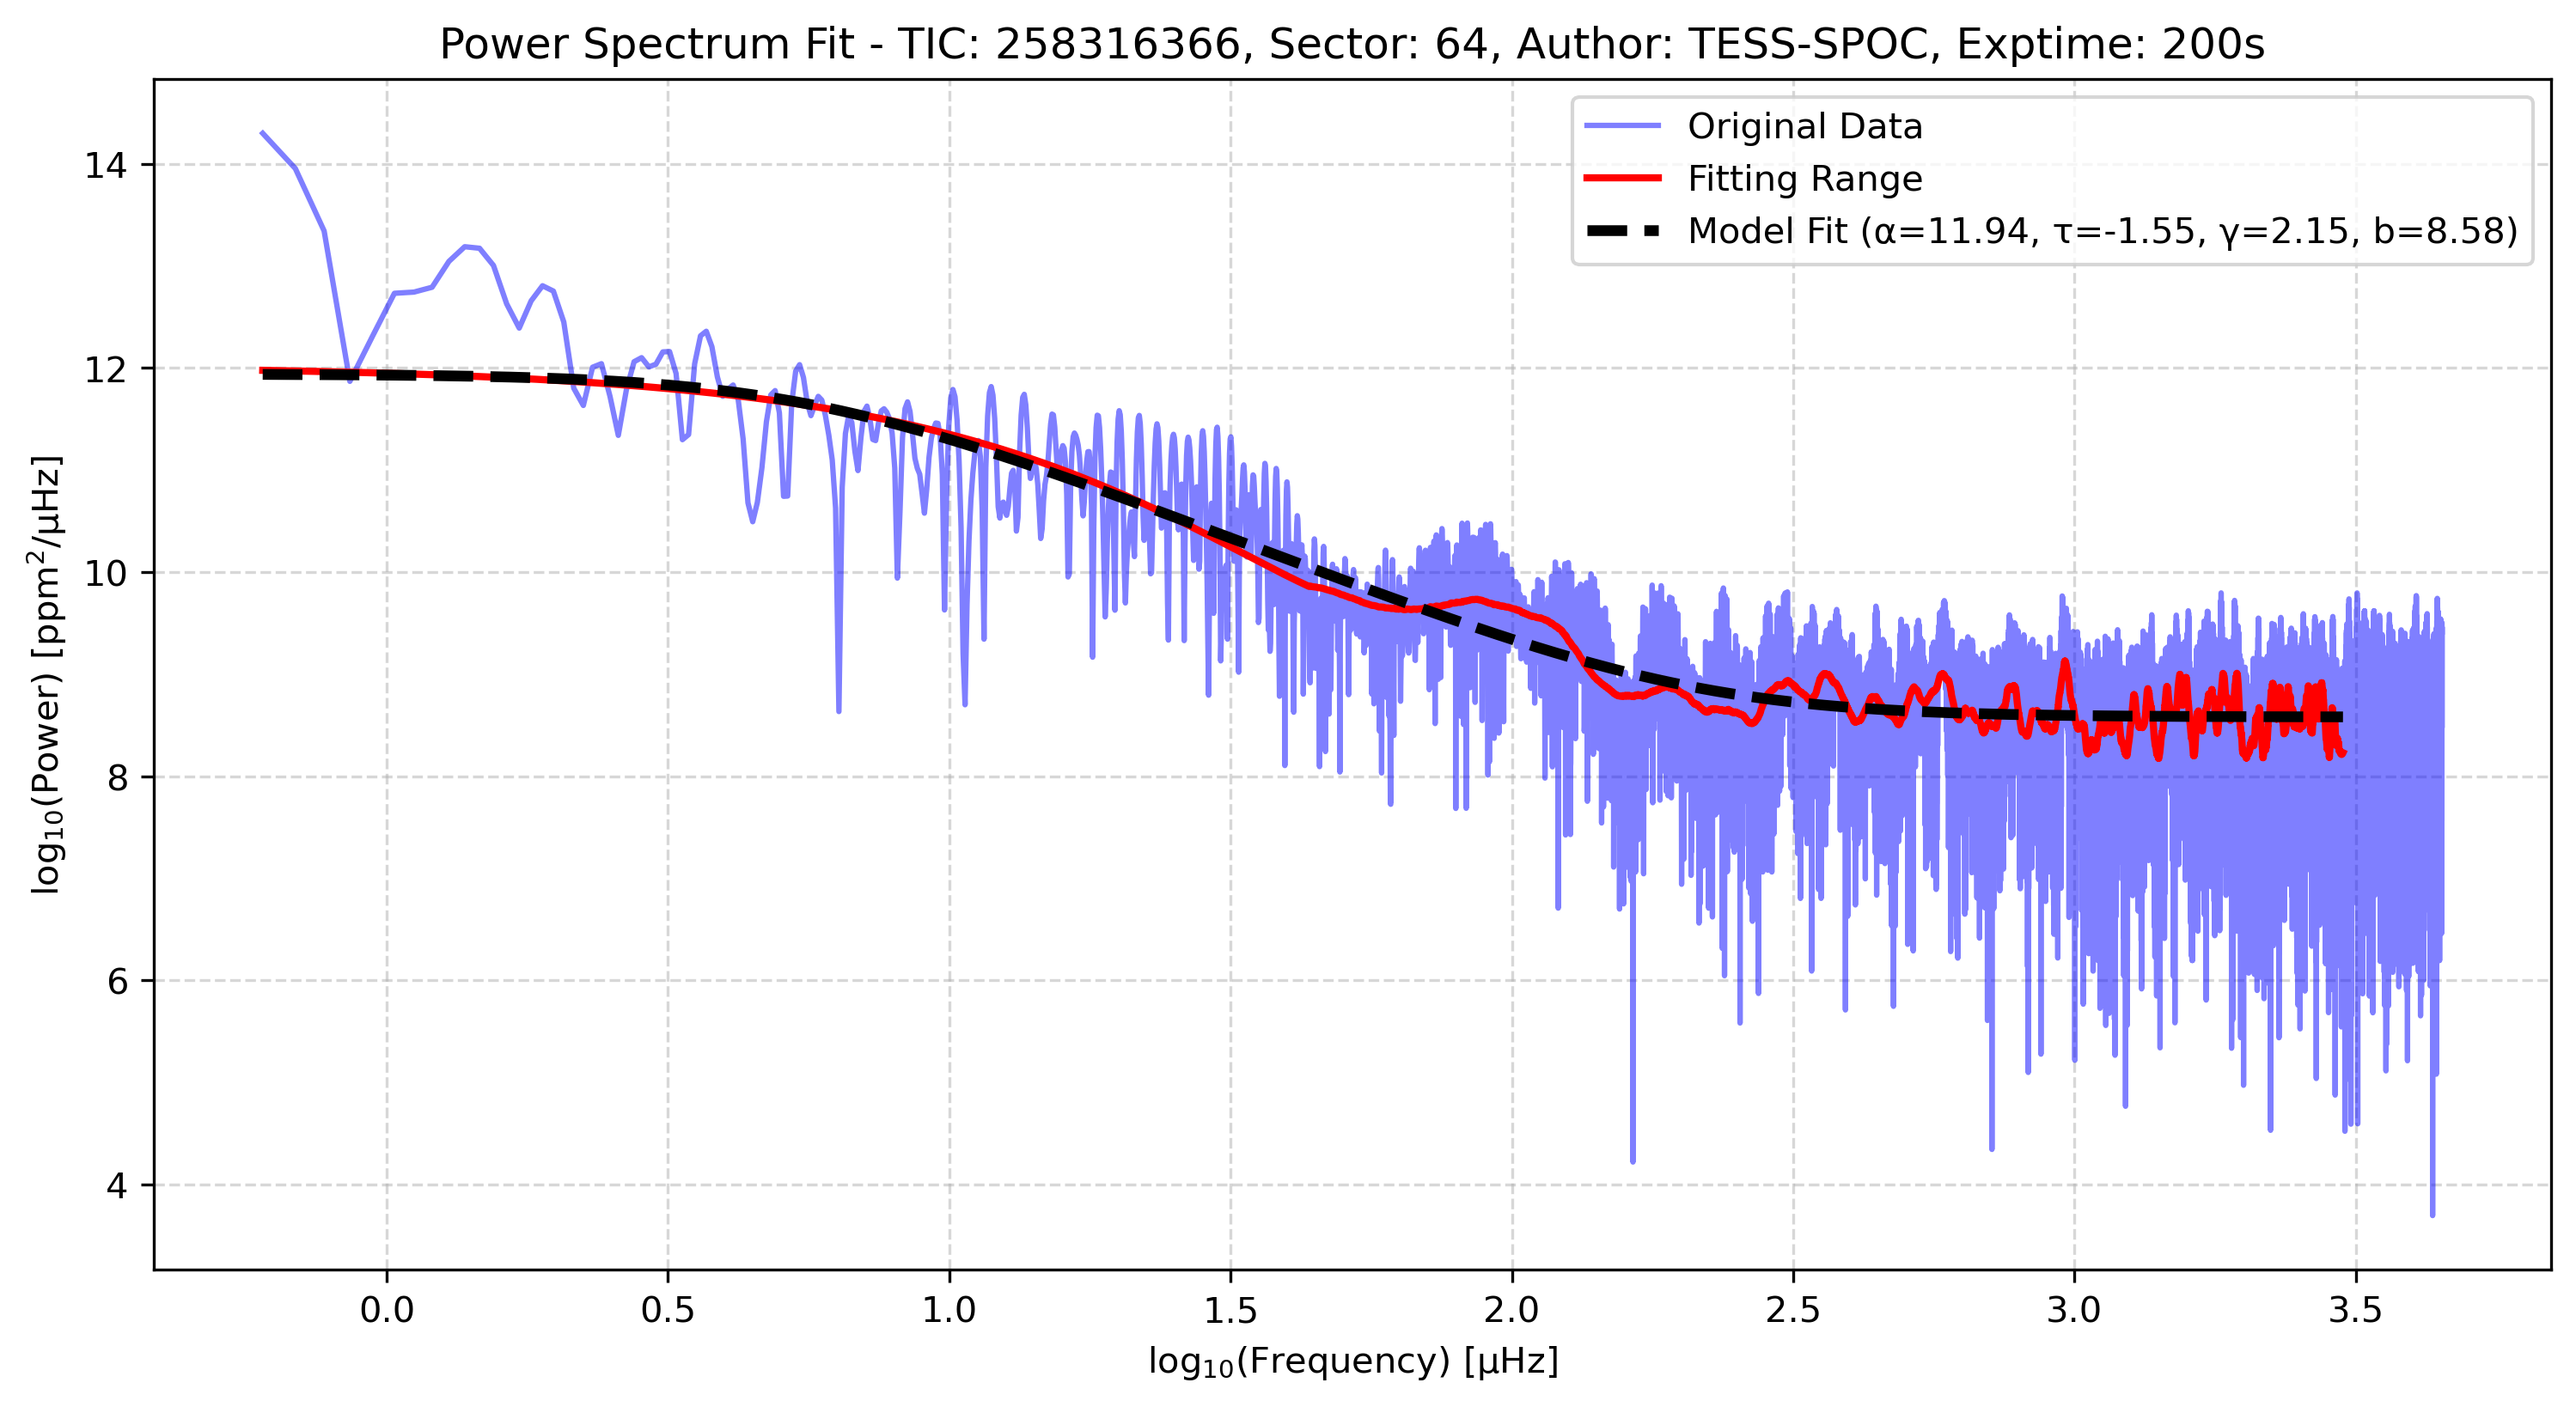 Power Spectrum Fit - TIC: 258316366, Sector: 64, Author: TESS-SPOC, Exptime: 200s
Original Data
Fitting Range
Model Fit (α=11.94, τ=-1.55, γ=2.15, b=8.58)
log₁₀(Power) [ppm²/µHz]
14
12
10
8
6
4
0.0 0.5 1.0 1.5 2.0 2.5 3.0 3.5
log₁₀(Frequency) [µHz]